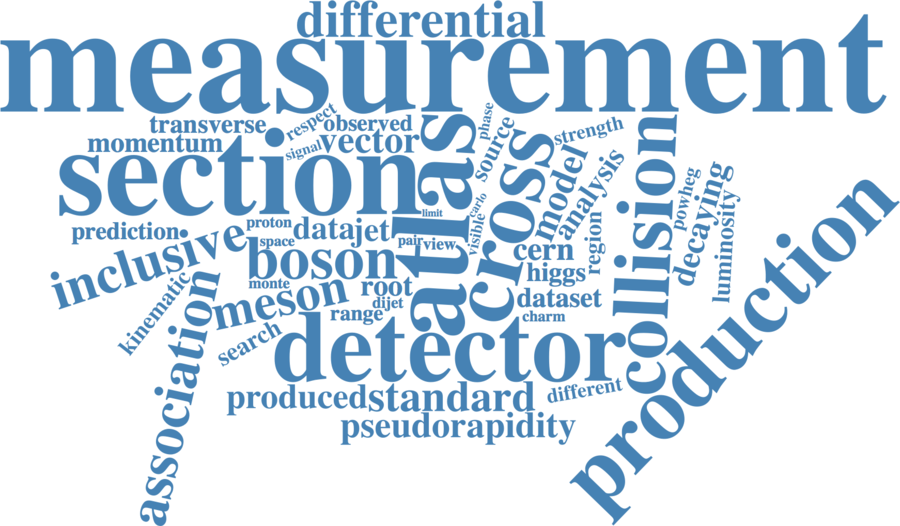 differential
measurement
transverse
respect
observed
phase
momentum
signal
vector
source
strength
section
atlas
cross
model
analysis
collision
powheg
decaying
luminosity
production
limit
carlo
visible
region
prediction
inclusive
proton
space
data
jet
pair
view
cern
boson
higgs
monte
meson
root
dijet
range
dataset
charm
kinematic
association
search
detector
produced
standard
different
pseudorapidity